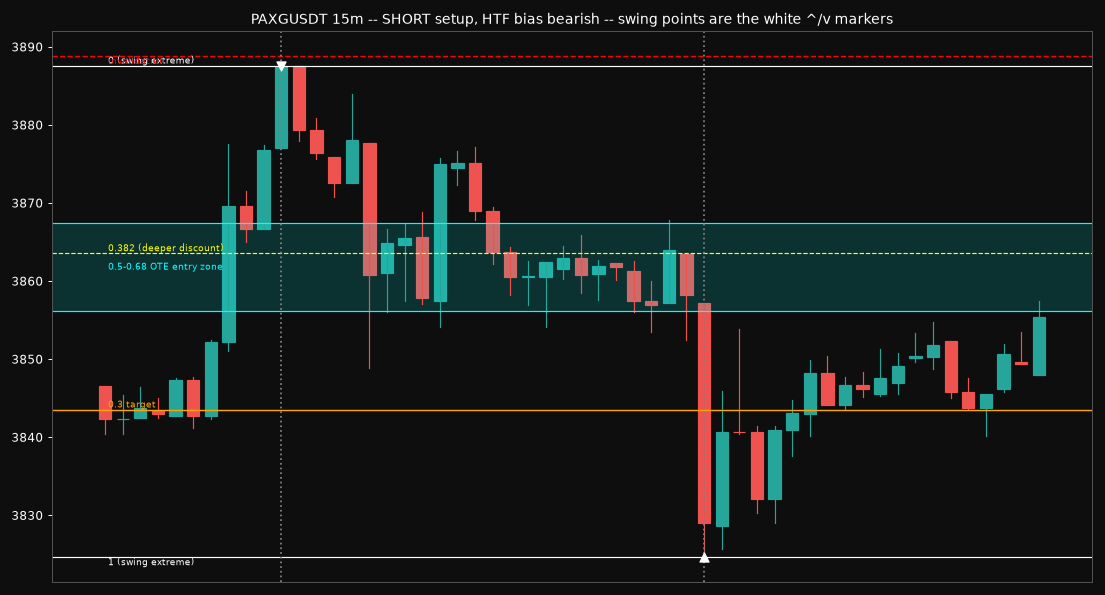 PAXGUSDT 15m -- SHORT setup, HTF bias bearish -- swing points are the white ^/v markers
3890
0 (swing extreme)
3880
3870
0.382 (deeper discount)
0.5-0.68 OTE entry zone
3860
3850
0.3 target
3840
3830
1 (swing extreme)